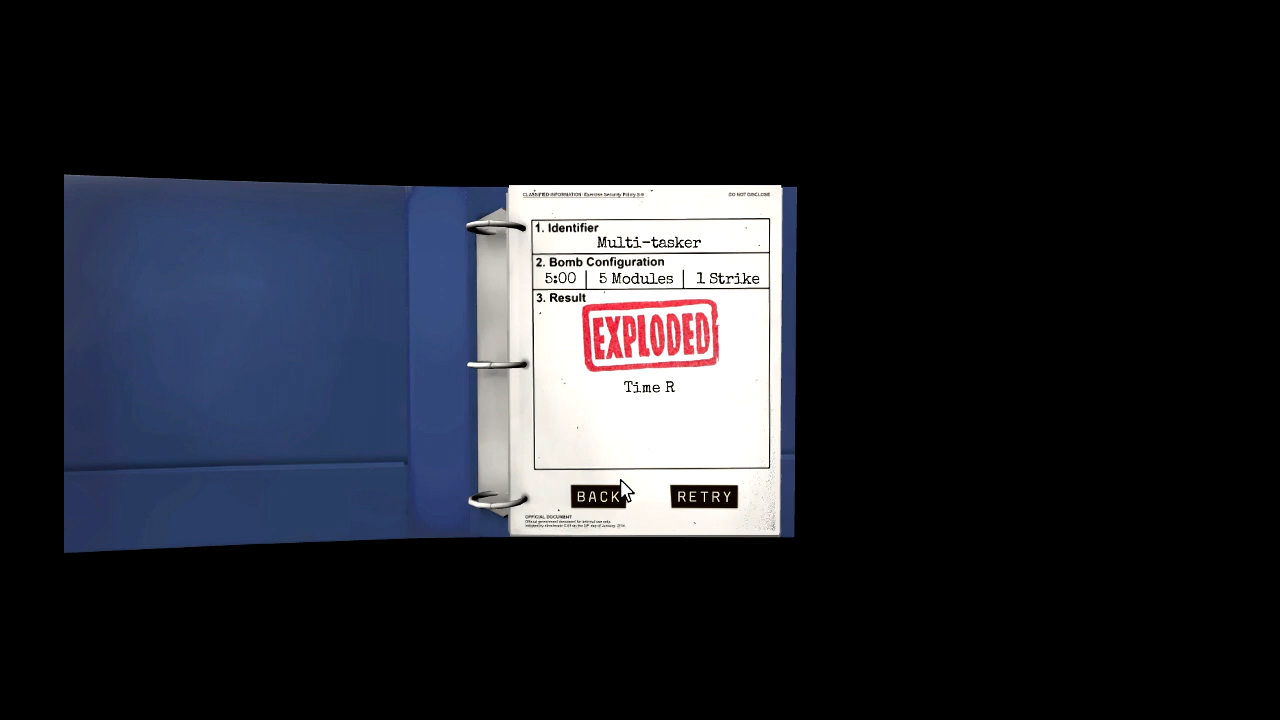 CLASSIFIED INFORMATION
DO NOT DISCLOSE
1. Identifier
Multi-tasker
2. Bomb Configuration
5:00 5 Modules 1 Strike
3. Result
EXPLODED
Time R
BACK RETRY
OFFICIAL DOCUMENT